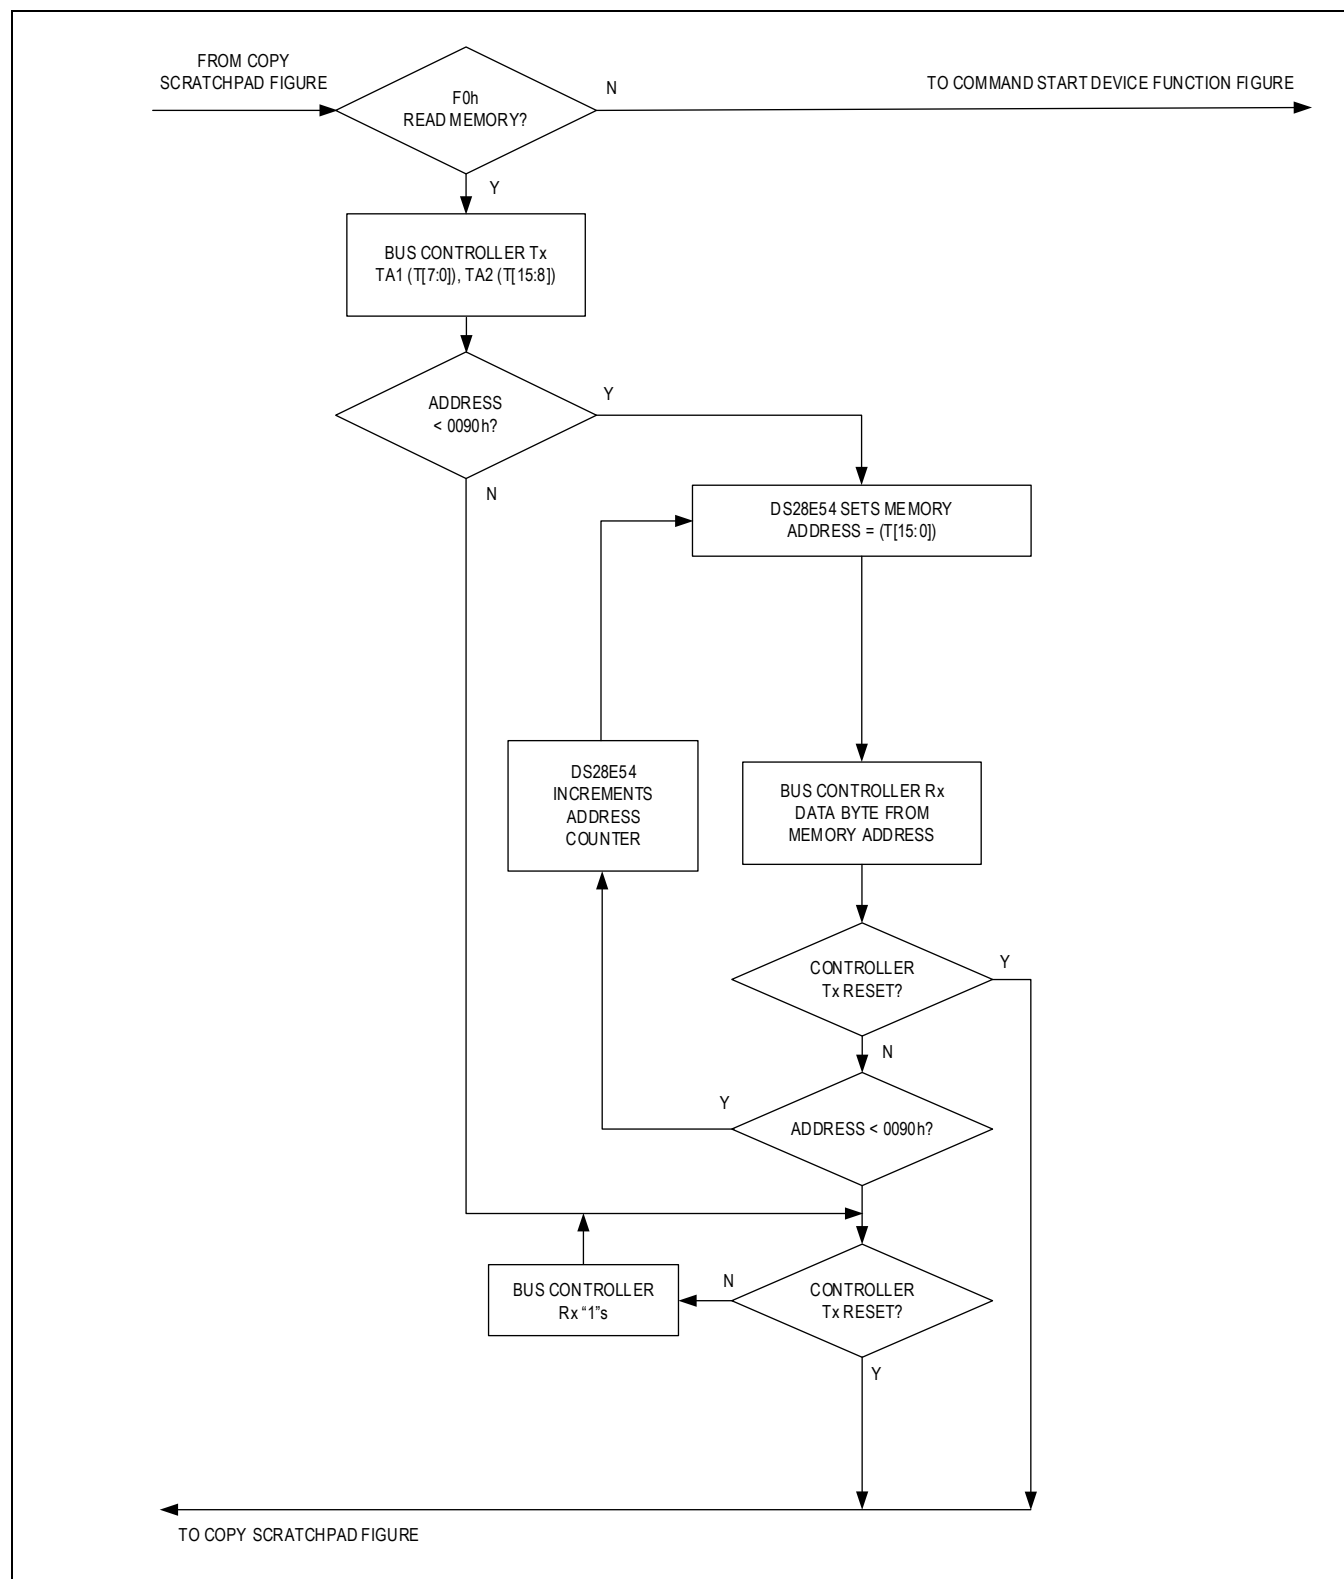 FROM COPY
SCRATCHPAD FIGURE
F0h
READ MEMORY?
N
TO COMMAND START DEVICE FUNCTION FIGURE
Y
BUS CONTROLLER Tx
TA1 (T[7:0]), TA2 (T[15:8])
ADDRESS
< 0090h?
Y
N
DS28E54 SETS MEMORY
ADDRESS = (T[15:0])
DS28E54
INCREMENTS
ADDRESS
COUNTER
BUS CONTROLLER Rx
DATA BYTE FROM
MEMORY ADDRESS
CONTROLLER
Tx RESET?
Y
N
Y
ADDRESS < 0090h?
BUS CONTROLLER
Rx “1”s
N
CONTROLLER
Tx RESET?
Y
TO COPY SCRATCHPAD FIGURE